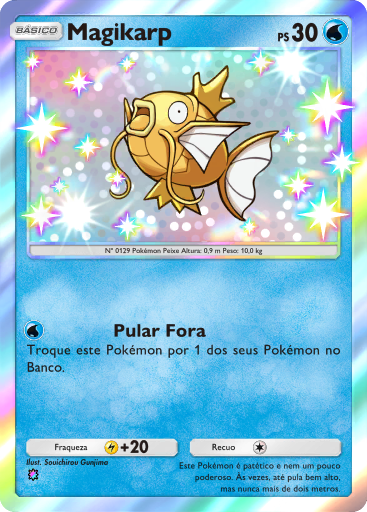 BÁSICO
Magikarp
PS 30
Nº 0129 Pokémon Peixe Altura: 0,9 m Peso: 10,0 kg
Pular Fora
Troque este Pokémon por 1 dos seus Pokémon no
Banco.
Fraqueza +20
Recuo
Ilust. Souichirou Gunjima
Este Pokémon é patético e nem um pouco
poderoso. Às vezes, até pula bem alto,
mas nunca mais de dois metros.